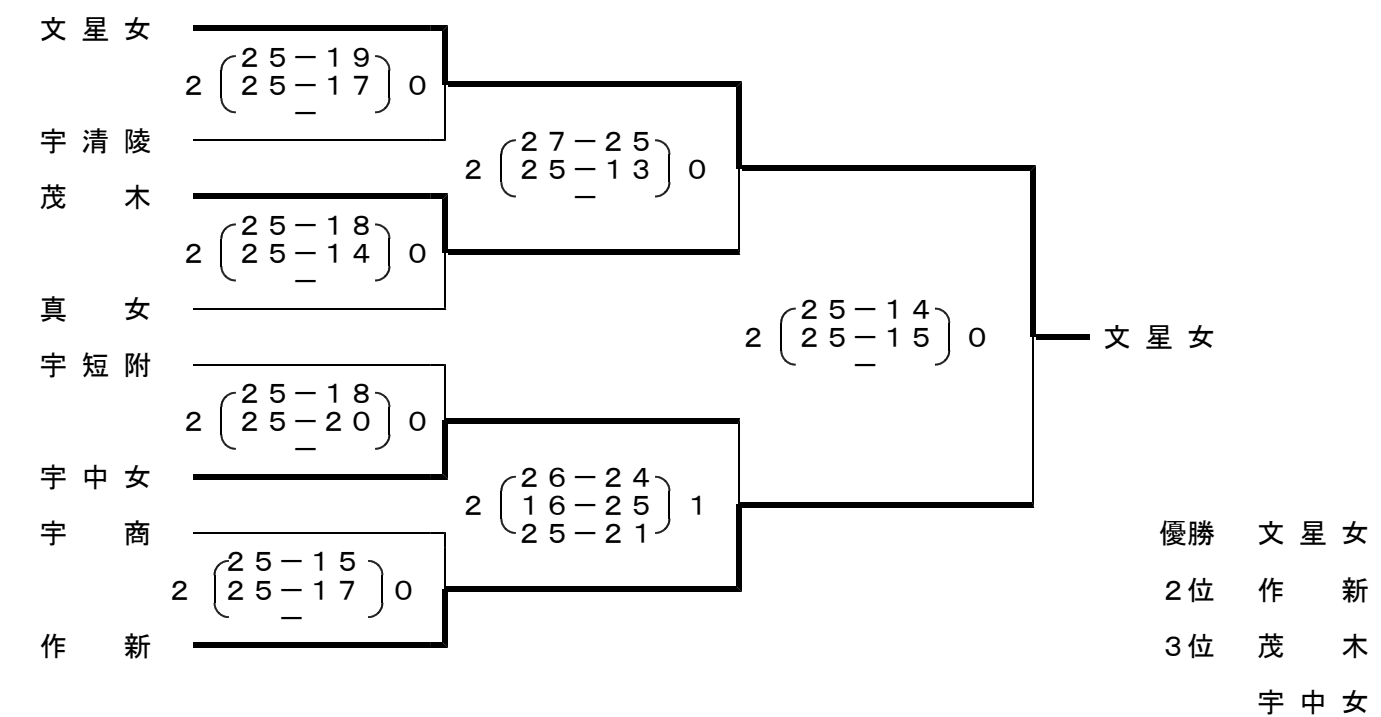 文星女
２５－１９
２ ２５－１７ ０
－
宇清陵
２７－２５
２ ２５－１３ ０
－
茂木
２５－１８
２ ２５－１４ ０
－
真女
２５－１４
２ ２５－１５ ０
－
文星女
宇短附
２５－１８
２ ２５－２０ ０
－
宇中女
２６－２４
２ １６－２５ １
２５－２１
宇商
２５－１５
２ ２５－１７ ０
－
作新
優勝 文星女
２位 作新
３位 茂木
宇中女